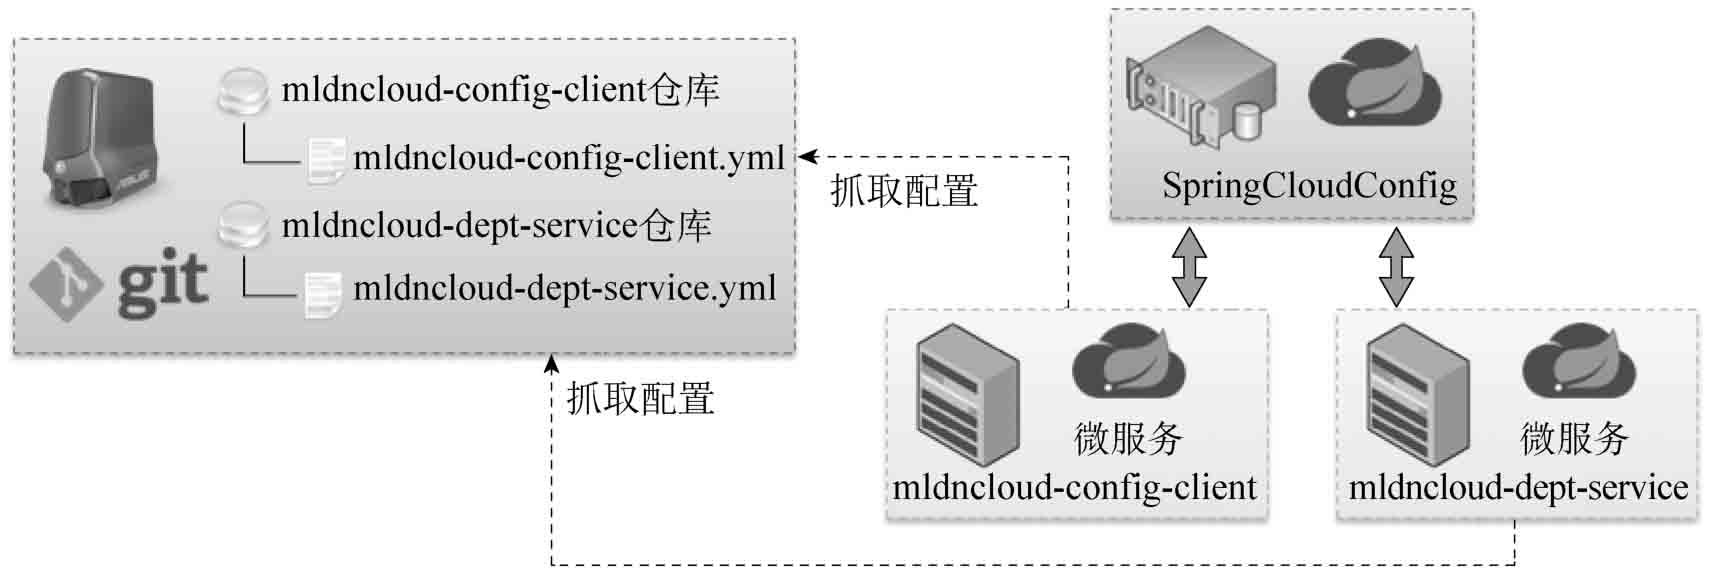 mldncloud-config-client仓库
mldncloud-config-client.yml
mldncloud-dept-service仓库
git
mldncloud-dept-service.yml
抓取配置
抓取配置
SpringCloudConfig
微服务
mldncloud-config-client
微服务
mldncloud-dept-service